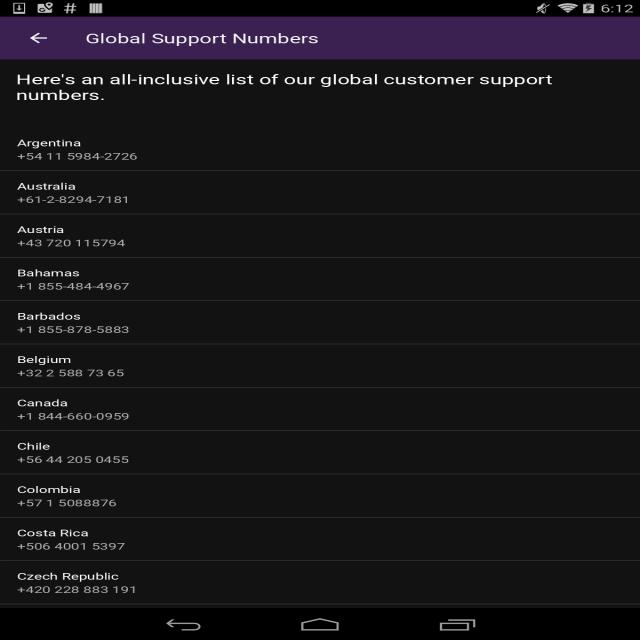 6:12
Global Support Numbers
Here's an all-inclusive list of our global customer support
numbers.
Argentina
+54 11 5984-2726
Australia
+61-2-8294-7181
Austria
+43 720 115794
Bahamas
+1 855-484-4967
Barbados
+1 855-878-5883
Belgium
+32 2 588 73 65
Canada
+1 844-660-0959
Chile
+56 44 205 0455
Colombia
+57 1 5088876
Costa Rica
+506 4001 5397
Czech Republic
+420 228 883 191